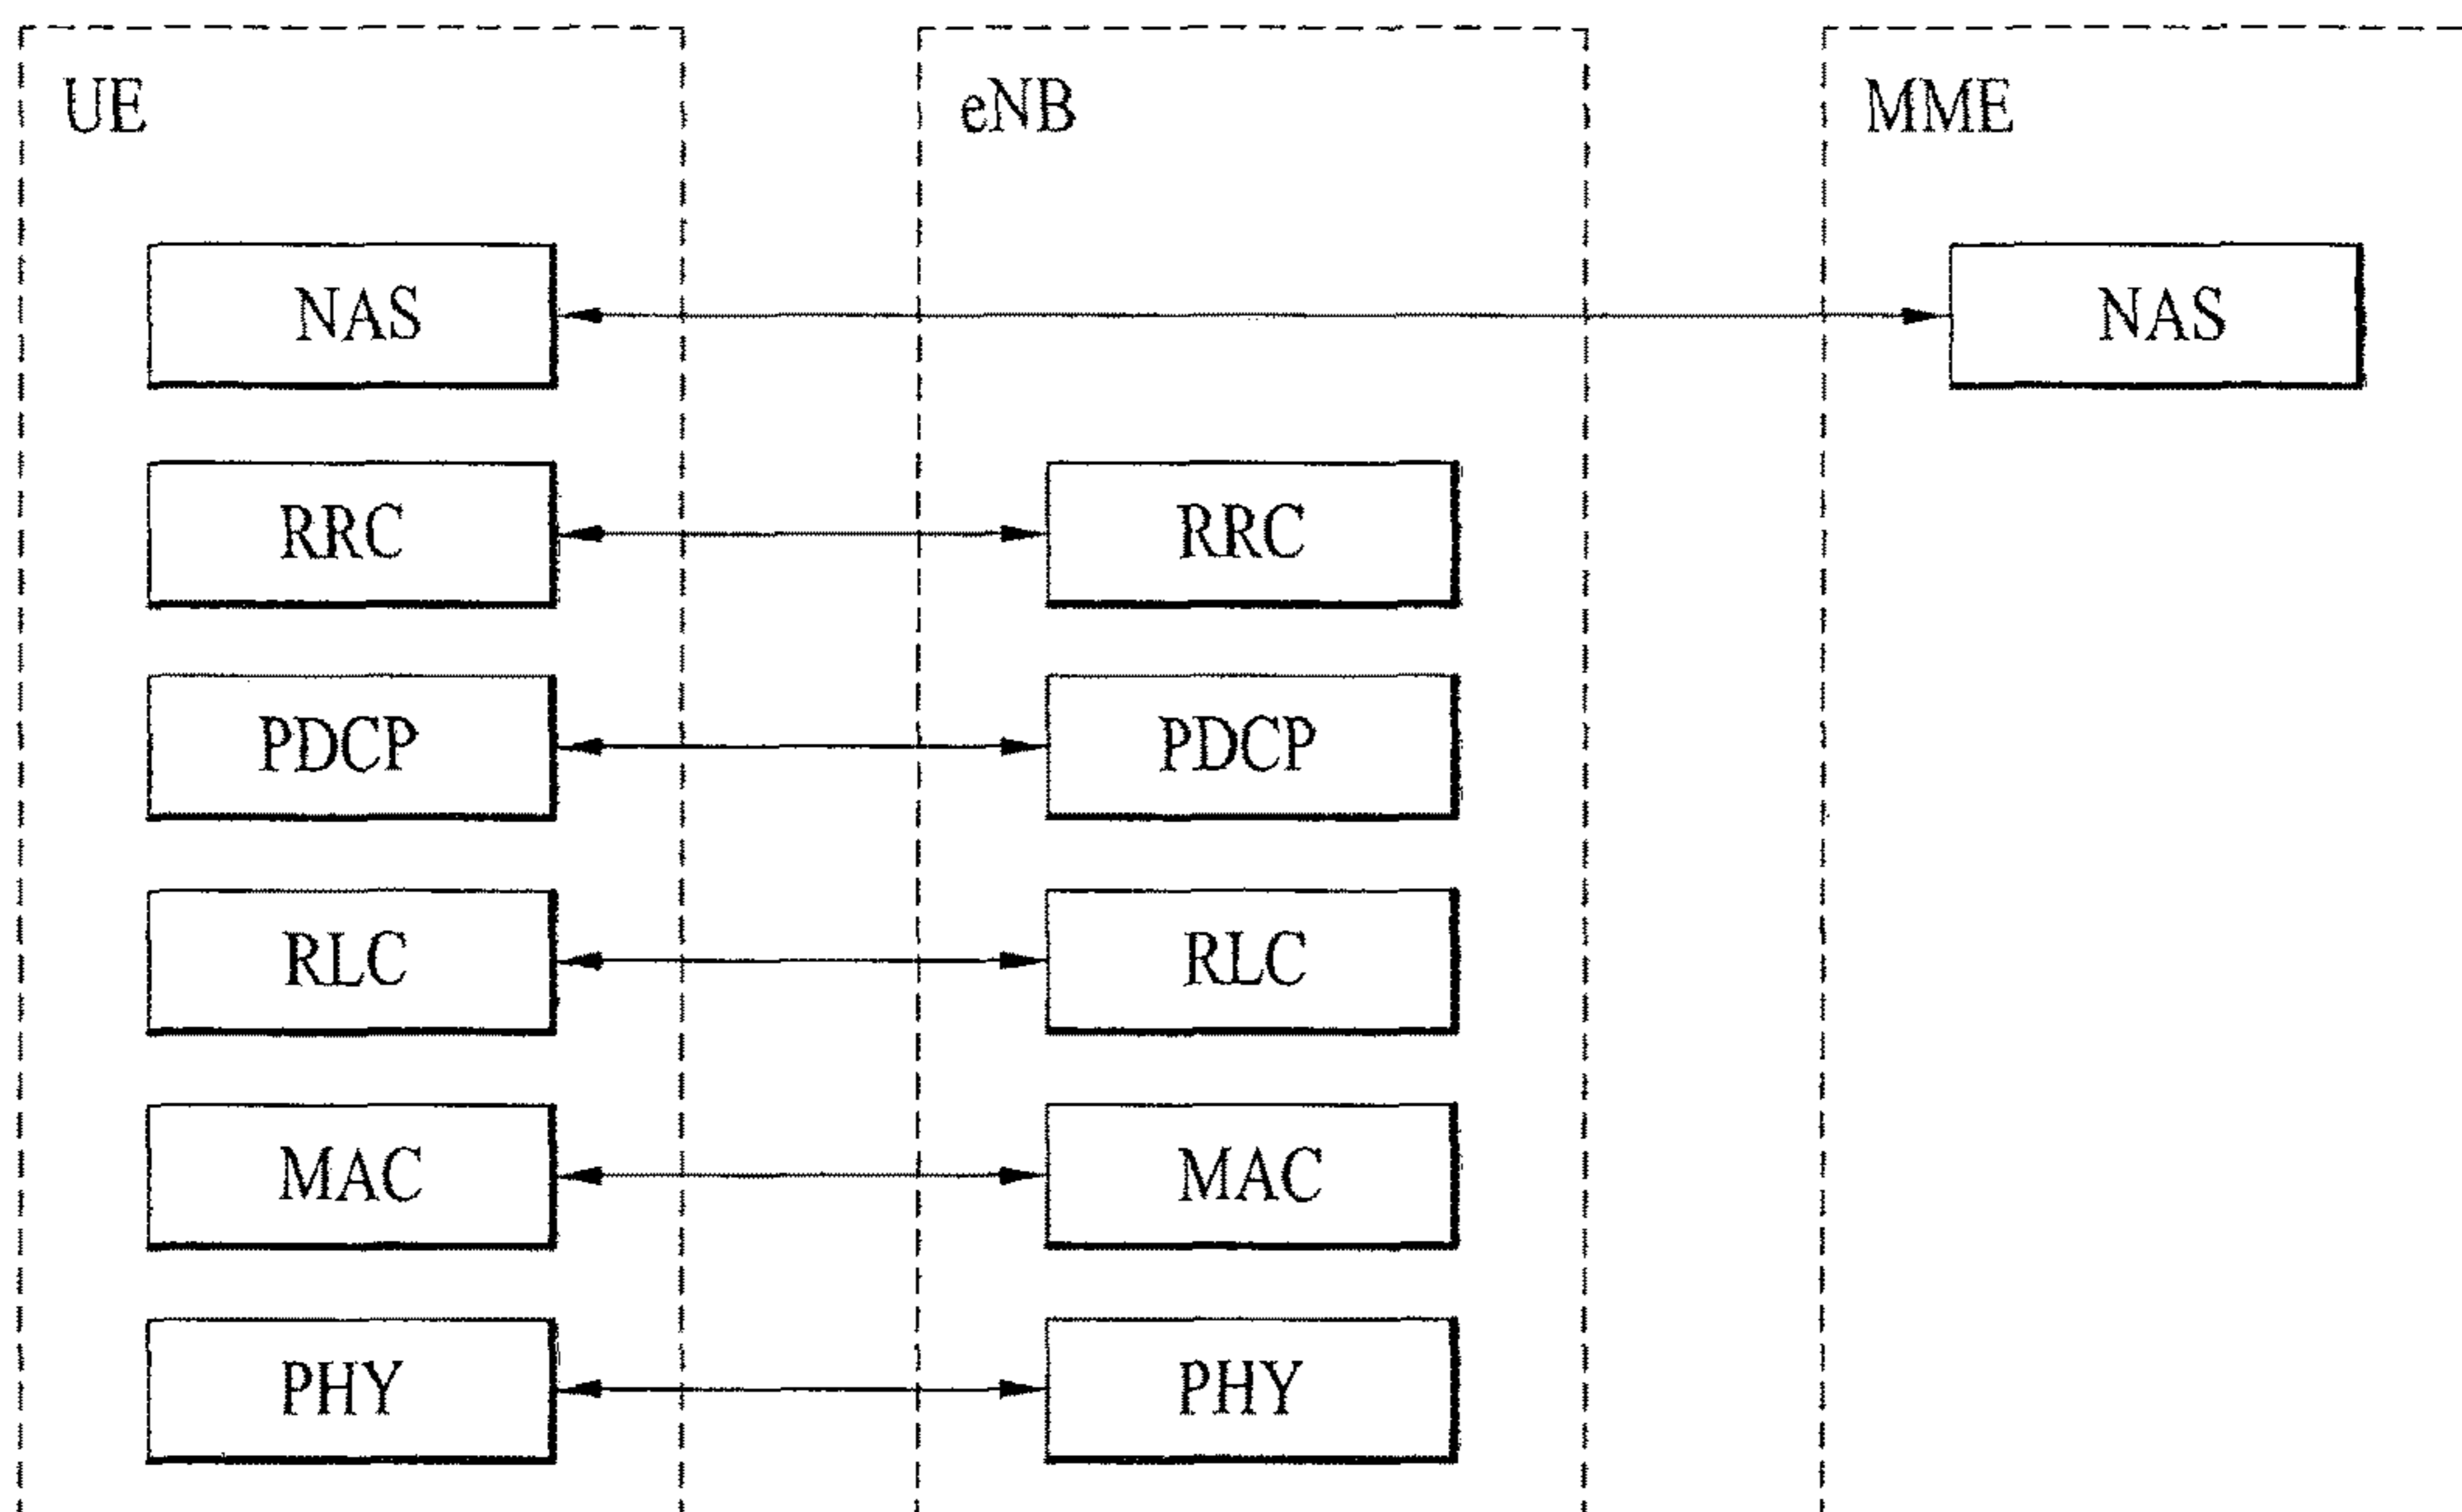 UE eNB MME
NAS NAS
RRC RRC
PDCP PDCP
RLC RLC
MAC MAC
PHY PHY